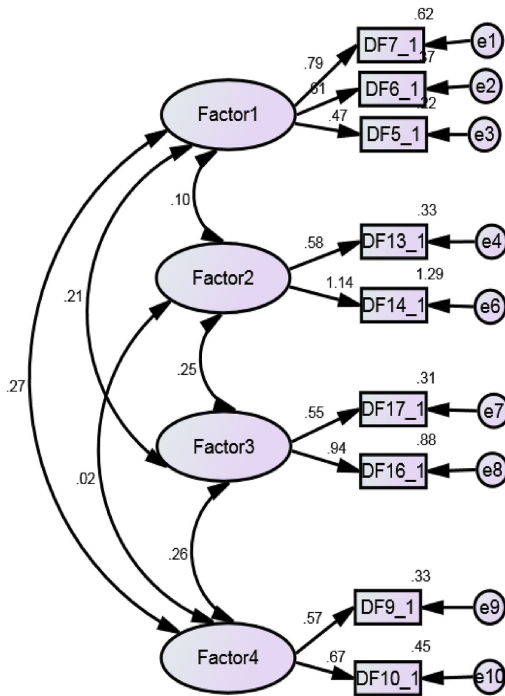 .62
.79 DF7_1 e1
.37
.61 DF6_1 e2
.22
.47 DF5_1 e3
Factor1
.10
.33
.58 DF13_1 e4
Factor2
1.29
1.14 DF14_1 e6
.21
.25
.27
.31
.55 DF17_1 e7
Factor3
.88
.94 DF16_1 e8
.02
.26
.33
.57 DF9_1 e9
Factor4
.45
.67 DF10_1 e10